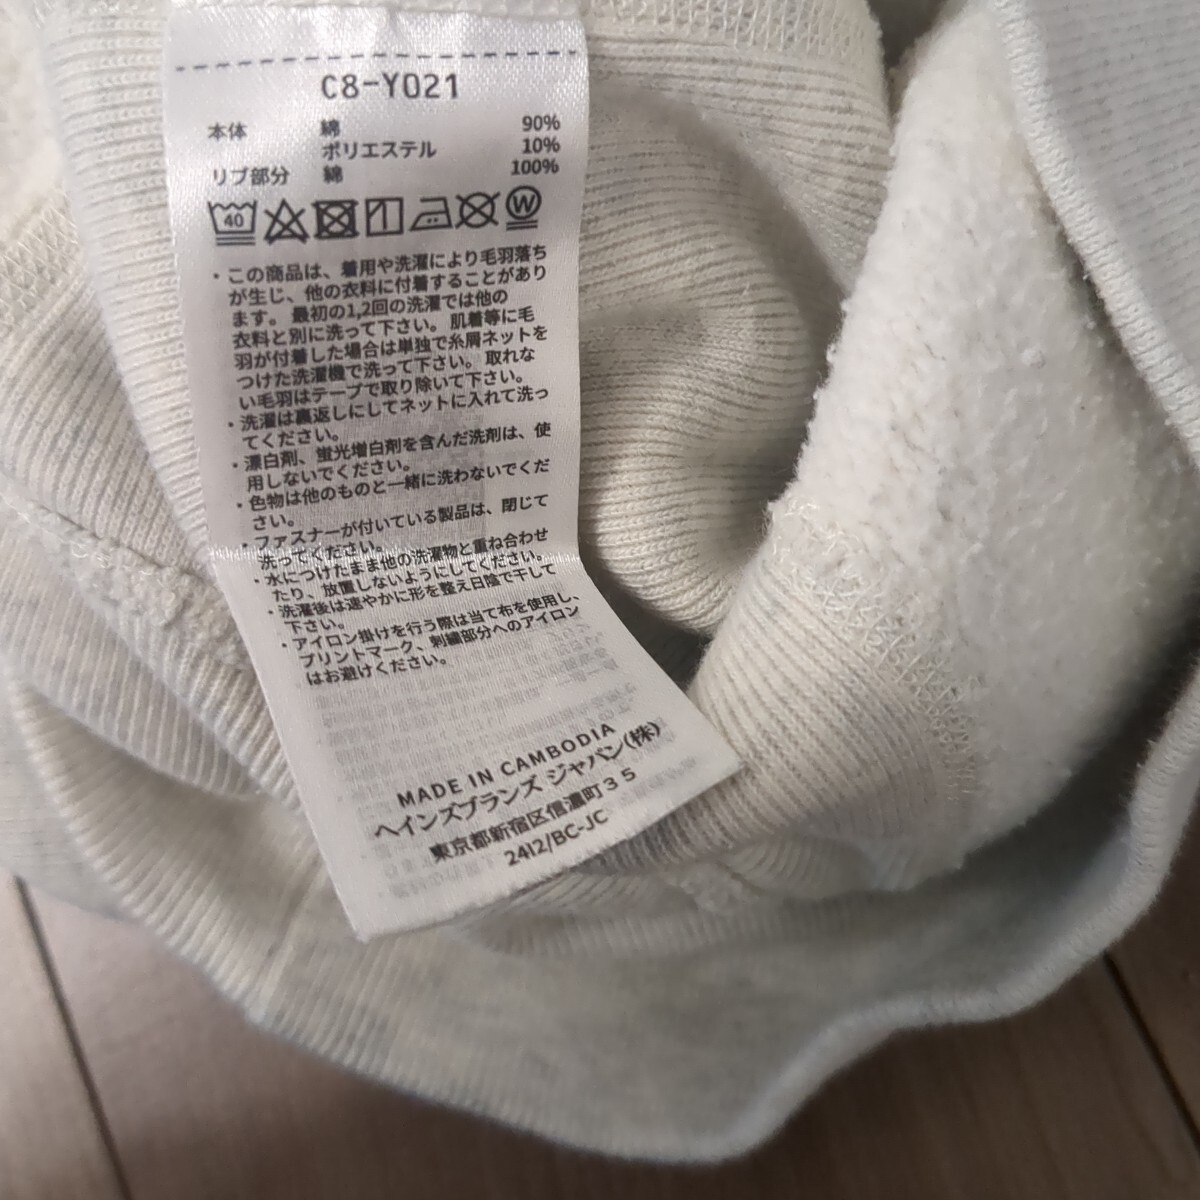 C8-Y021
本体 綿 90%
ポリエステル 10%
リブ部分 綿 100%
40 W
・この商品は、着用や洗濯により毛羽落ち
が生じ、他の衣料に付着することがあり
ます。最初の1,2回の洗濯では他の
衣料と別に洗って下さい。肌着等に毛
羽が付着した場合は単独で糸屑ネットを
つけた洗濯機で洗って下さい。取れな
い毛羽はテープで取り除いて下さい。
・洗濯は裏返しにしてネットに入れて洗っ
てください。
・漂白剤、蛍光増白剤を含んだ洗剤は、使
用しないでください。
・色物は他のものと一緒に洗わないでくだ
さい。
・ファスナーが付いている製品は、閉じて
洗ってください。
・水につけたまま他の洗濯物と重ね合わせ
たり、放置しないようにしてください。
・洗濯後は速やかに形を整え日陰で干して
下さい。
・アイロン掛けを行う際は当て布を使用し、
プリントマーク、刺繍部分へのアイロン
はお避けください。
MADE IN CAMBODIA
ヘインズブランズ ジャパン(株)
東京都新宿区信濃町35
2412/BC-JC